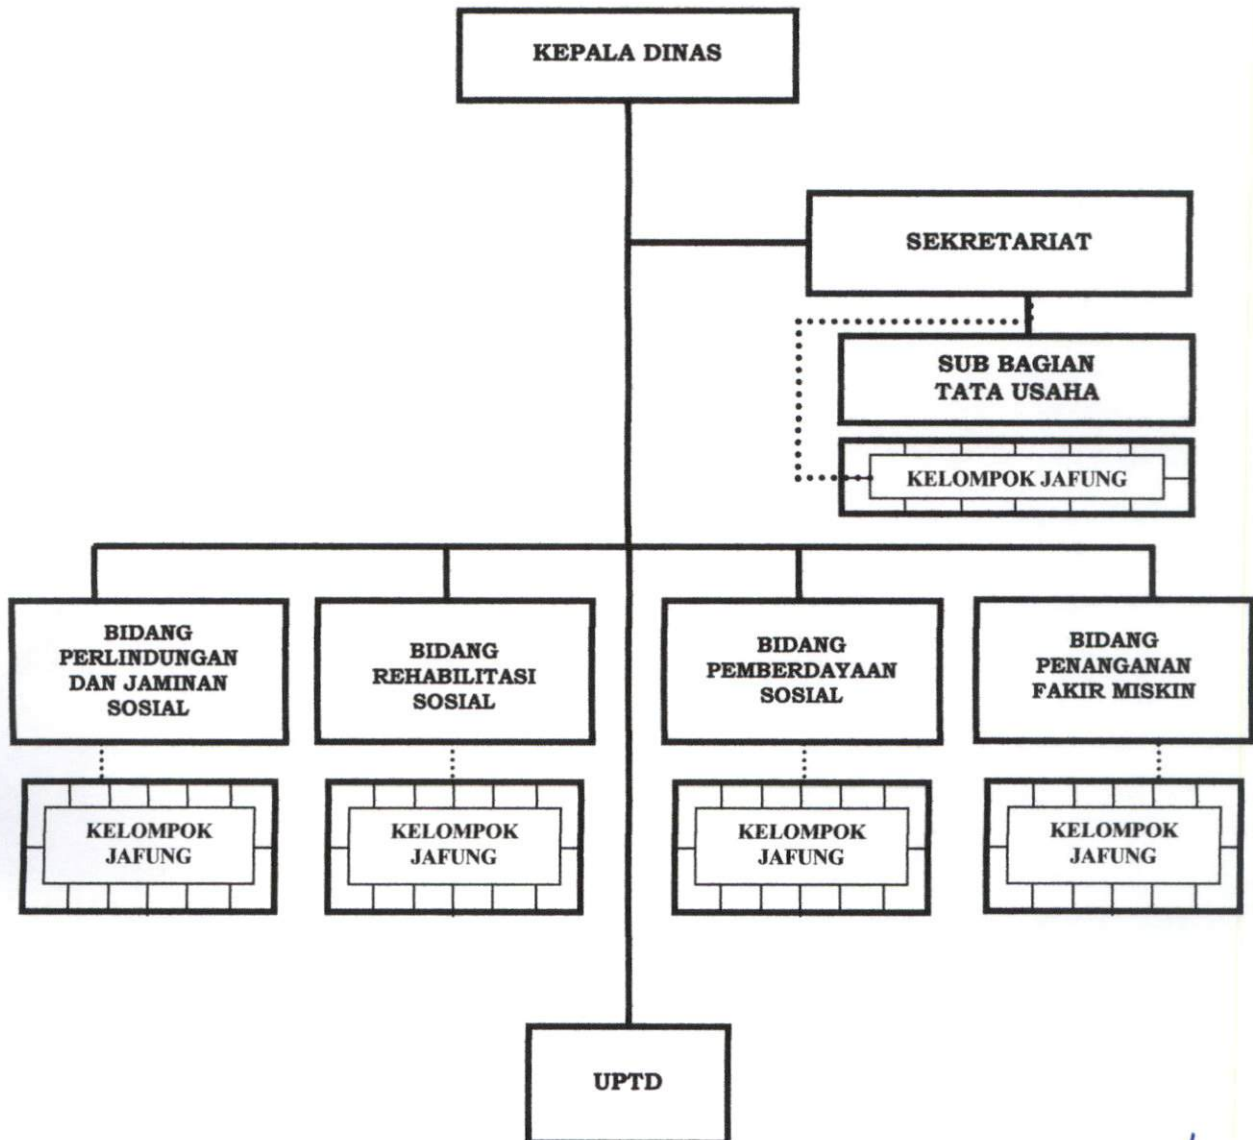 KEPALA DINAS
SEKRETARIAT
SUB BAGIAN
TATA USAHA
KELOMPOK JAFUNG
BIDANG
PERLINDUNGAN
DAN JAMINAN
SOSIAL
BIDANG
REHABILITASI
SOSIAL
BIDANG
PEMBERDAYAAN
SOSIAL
BIDANG
PENANGANAN
FAKIR MISKIN
KELOMPOK
JAFUNG
KELOMPOK
JAFUNG
KELOMPOK
JAFUNG
KELOMPOK
JAFUNG
UPTD